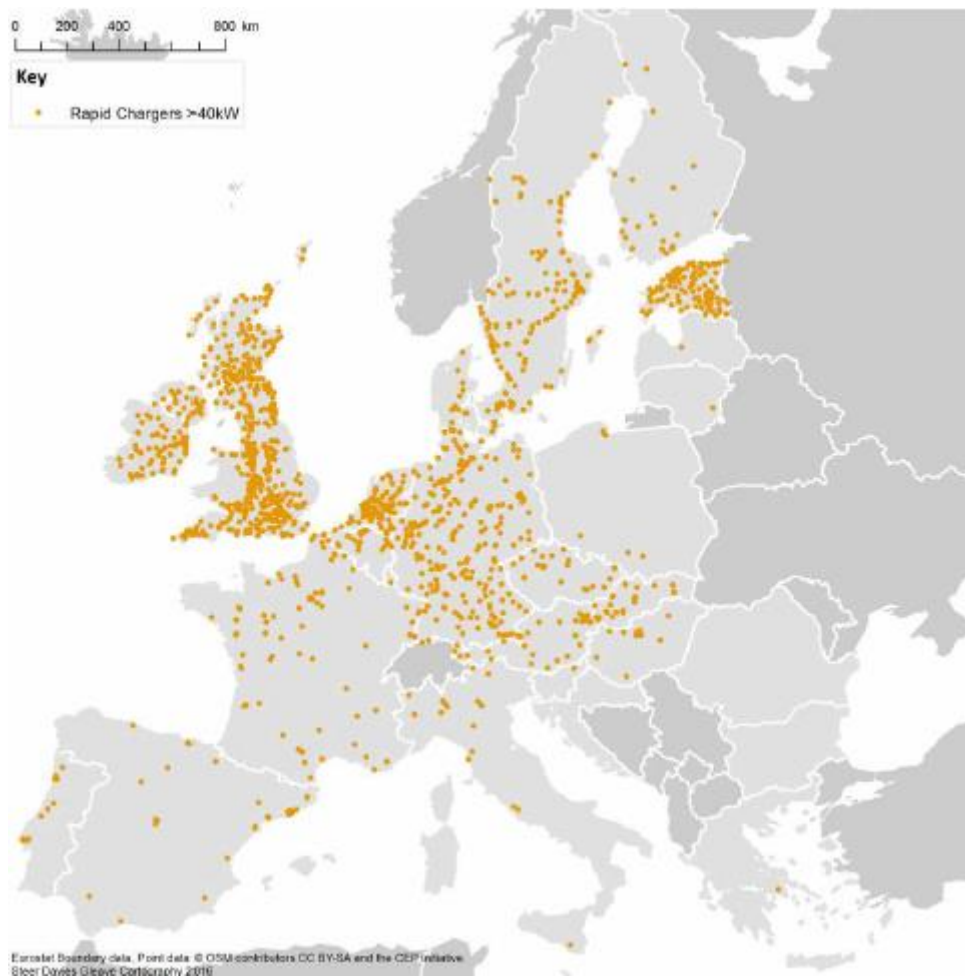 0 200 400 800 km
Key
Rapid Chargers >40kW
Eurostat Boundary data, Point data: © OSM contributors CC BY-SA and the CEP initiative.
Steer Davies Gleave Cartography 2016